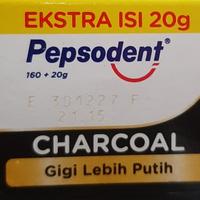 EKSTRA ISI 20g
Pepsodent
160 + 20g
E 301227 F
21.15
CHARCOAL
Gigi Lebih Putih